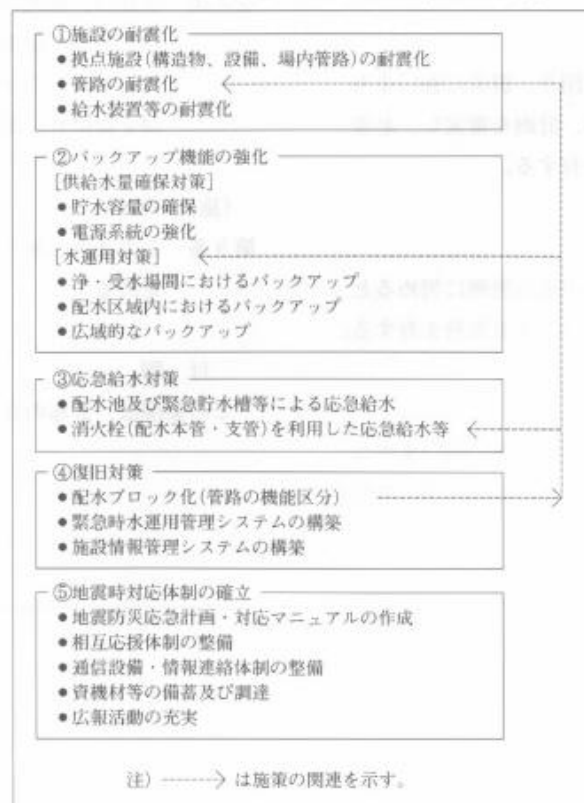 ①施設の耐震化
●拠点施設(構造物、設備、場内管路)の耐震化
●管路の耐震化
●給水装置等の耐震化
②バックアップ機能の強化
[供給水量確保対策]
●貯水容量の確保
●電源系統の強化
[水運用対策]
●浄・受水場間におけるバックアップ
●配水区域内におけるバックアップ
●広域的なバックアップ
③応急給水対策
●配水池及び緊急貯水槽等による応急給水
●消火栓(配水本管・支管)を利用した応急給水等
④復旧対策
●配水ブロック化(管路の機能区分)
●緊急時水運用管理システムの構築
●施設情報管理システムの構築
⑤地震時対応体制の確立
●地震防災応急計画・対応マニュアルの作成
●相互応援体制の整備
●通信設備・情報連絡体制の整備
●資機材等の備蓄及び調達
●広報活動の充実
注) ------> は施策の関連を示す。